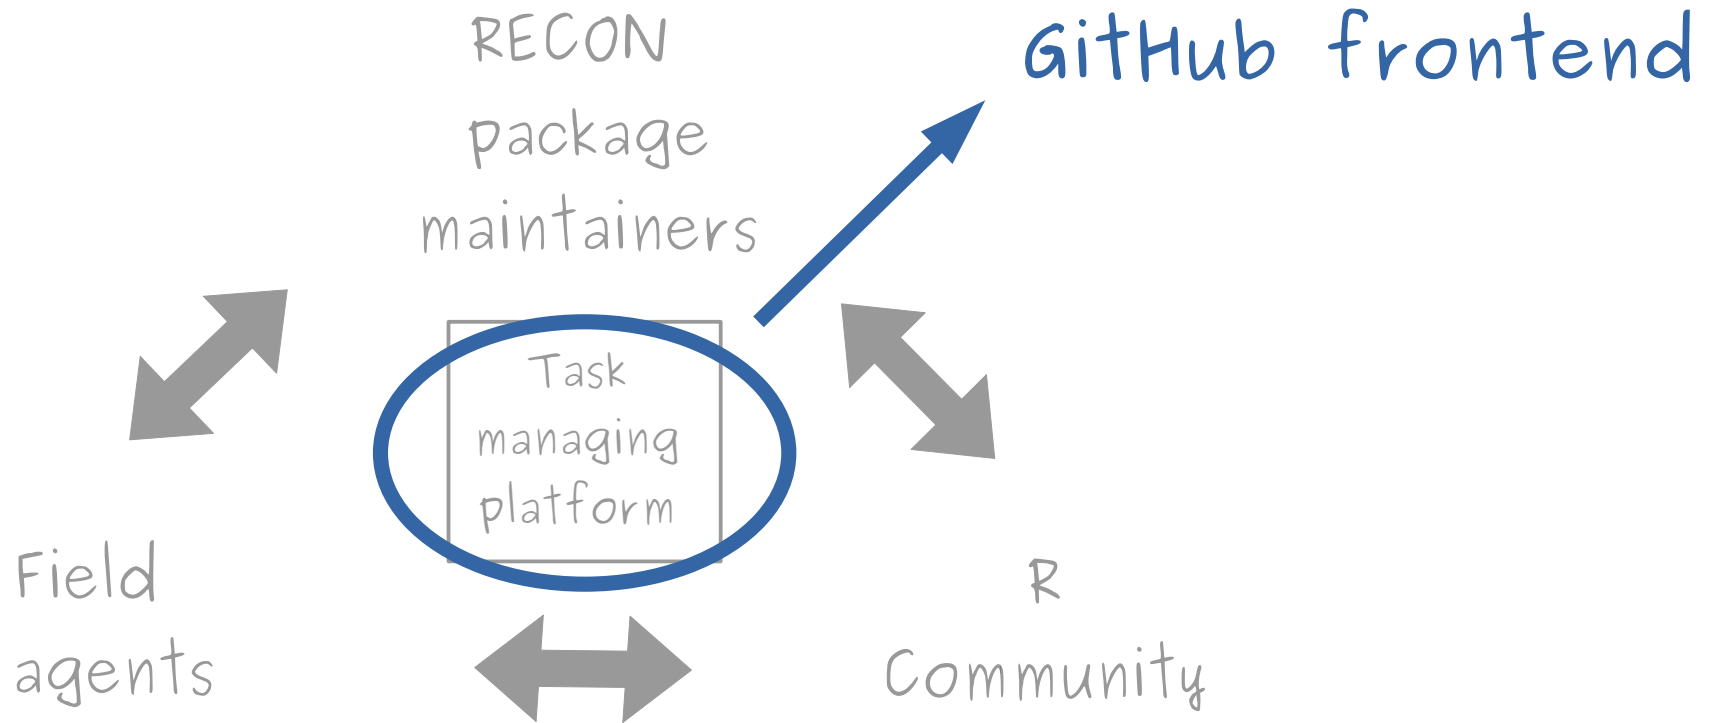 RECON
package
maintainers
GitHub frontend
Task
managing
platform
Field
agents
R
Community